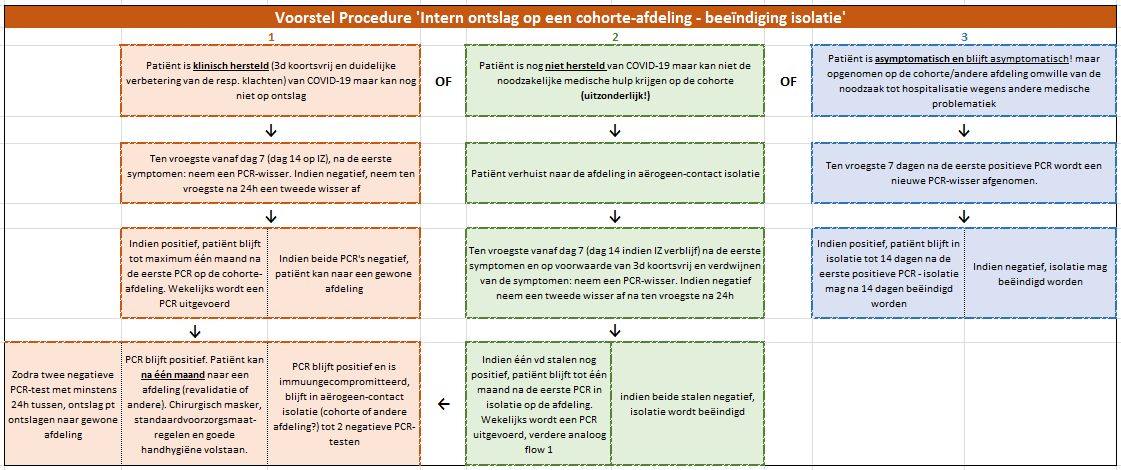 Voorstel Procedure 'Intern ontslag op een cohorte-afdeling - beeïndiging isolatie'
1
2
3
Patiënt is klinisch hersteld (3d koortsvrij en duidelijke
verbetering van de resp. klachten) van COVID-19 maar kan nog
niet op ontslag
OF
Patiënt is nog niet hersteld van COVID-19 maar kan niet de
noodzakelijke medische hulp krijgen op de cohorte
(uitzonderlijk!)
OF
Patiënt is asymptomatisch en blijft asymptomatisch! maar
opgenomen op de cohorte/andere afdeling omwille van de
noodzaak tot hospitalisatie wegens andere medische
problematiek
Ten vroegste vanaf dag 7 (dag 14 op IZ), na de eerste
symptomen: neem een PCR-wisser. Indien negatief, neem ten
vroegste na 24h een tweede wisser af
Patiënt verhuist naar de afdeling in aërogeen-contact isolatie
Ten vroegste 7 dagen na de eerste positieve PCR wordt een
nieuwe PCR-wisser afgenomen.
Indien positief, patiënt blijft
tot maximum één maand na
de eerste PCR op de cohorte-
afdeling. Wekelijks wordt een
PCR uitgevoerd
Indien beide PCR's negatief,
patiënt kan naar een gewone
afdeling
Ten vroegste vanaf dag 7 (dag 14 indien IZ verblijf) na de eerste
symptomen en op voorwaarde van 3d koortsvrij en verdwijnen
van de symptomen: neem een PCR-wisser. Indien negatief
neem een tweede wisser af na ten vroegste na 24h
Indien positief, patiënt blijft in
isolatie tot 14 dagen na de
eerste positieve PCR - isolatie
mag na 14 dagen beëindigd
worden
Indien negatief, isolatie mag
beëindigd worden
Zodra twee negatieve
PCR-test met minstens
24h tussen, ontslag pt
ontslagen naar gewone
afdeling
PCR blijft positief. Patiënt kan
na één maand naar een
afdeling (revalidatie of
andere). Chirurgisch masker,
standaardvoorzorgsmaat-
regelen en goede
handhygiëne volstaan.
PCR blijft positief en is
immuungecompromitteerd,
blijft in aërogeen-contact
isolatie (cohorte of andere
afdeling?) tot 2 negatieve PCR-
testen
Indien één vd stalen nog
positief, patiënt blijft tot één
maand na de eerste PCR in
isolatie op de afdeling.
Wekelijks wordt een PCR
uitgevoerd, verdere analoog
flow 1
indien beide stalen negatief,
isolatie wordt beëindigd